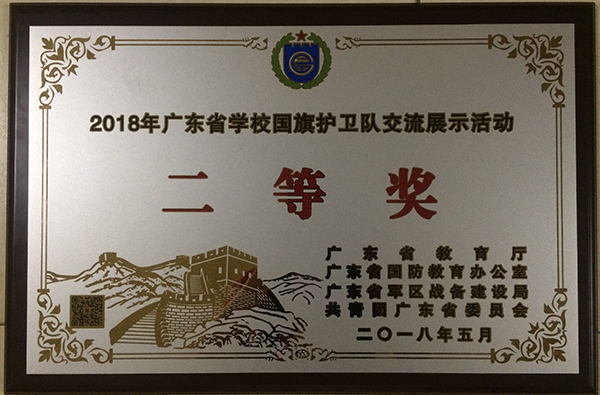 2018年广东省学校国旗护卫队交流展示活动
二等奖
广东省教育厅
广东省国防教育办公室
广东省军区战备建设局
共青团广东省委员会
二〇一八年五月